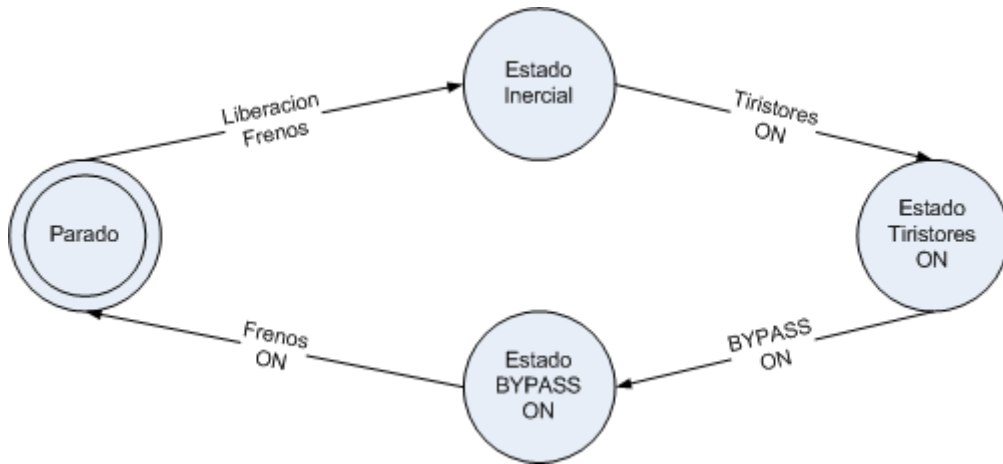 Estado
Inercial
Liberacion
Frenos
Tiristores
ON
Parado
Estado
Tiristores
ON
Frenos
ON
BYPASS
ON
Estado
BYPASS
ON